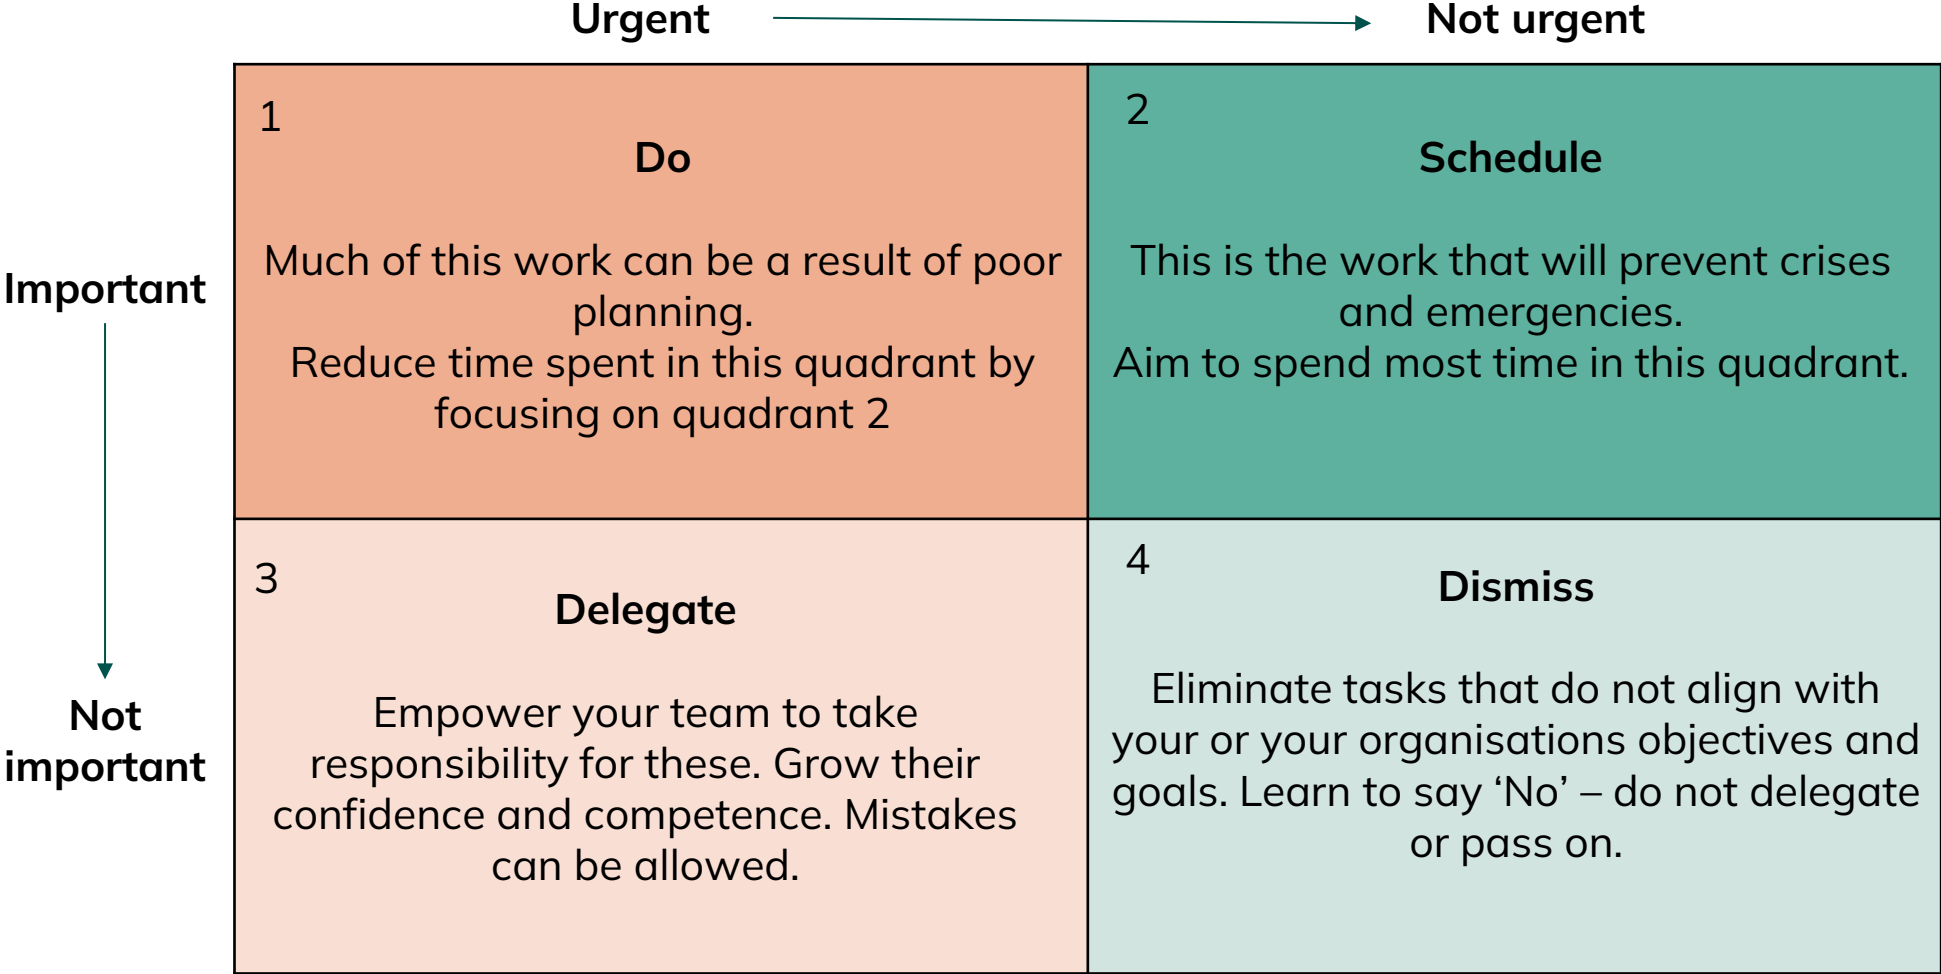 Urgent
Not urgent
1
Do
Much of this work can be a result of poor
planning.
Reduce time spent in this quadrant by
focusing on quadrant 2
2
Schedule
This is the work that will prevent crises
and emergencies.
Aim to spend most time in this quadrant.
Important
Not
important
3
Delegate
Empower your team to take
responsibility for these. Grow their
confidence and competence. Mistakes
can be allowed.
4
Dismiss
Eliminate tasks that do not align with
your or your organisations objectives and
goals. Learn to say ‘No’ – do not delegate
or pass on.